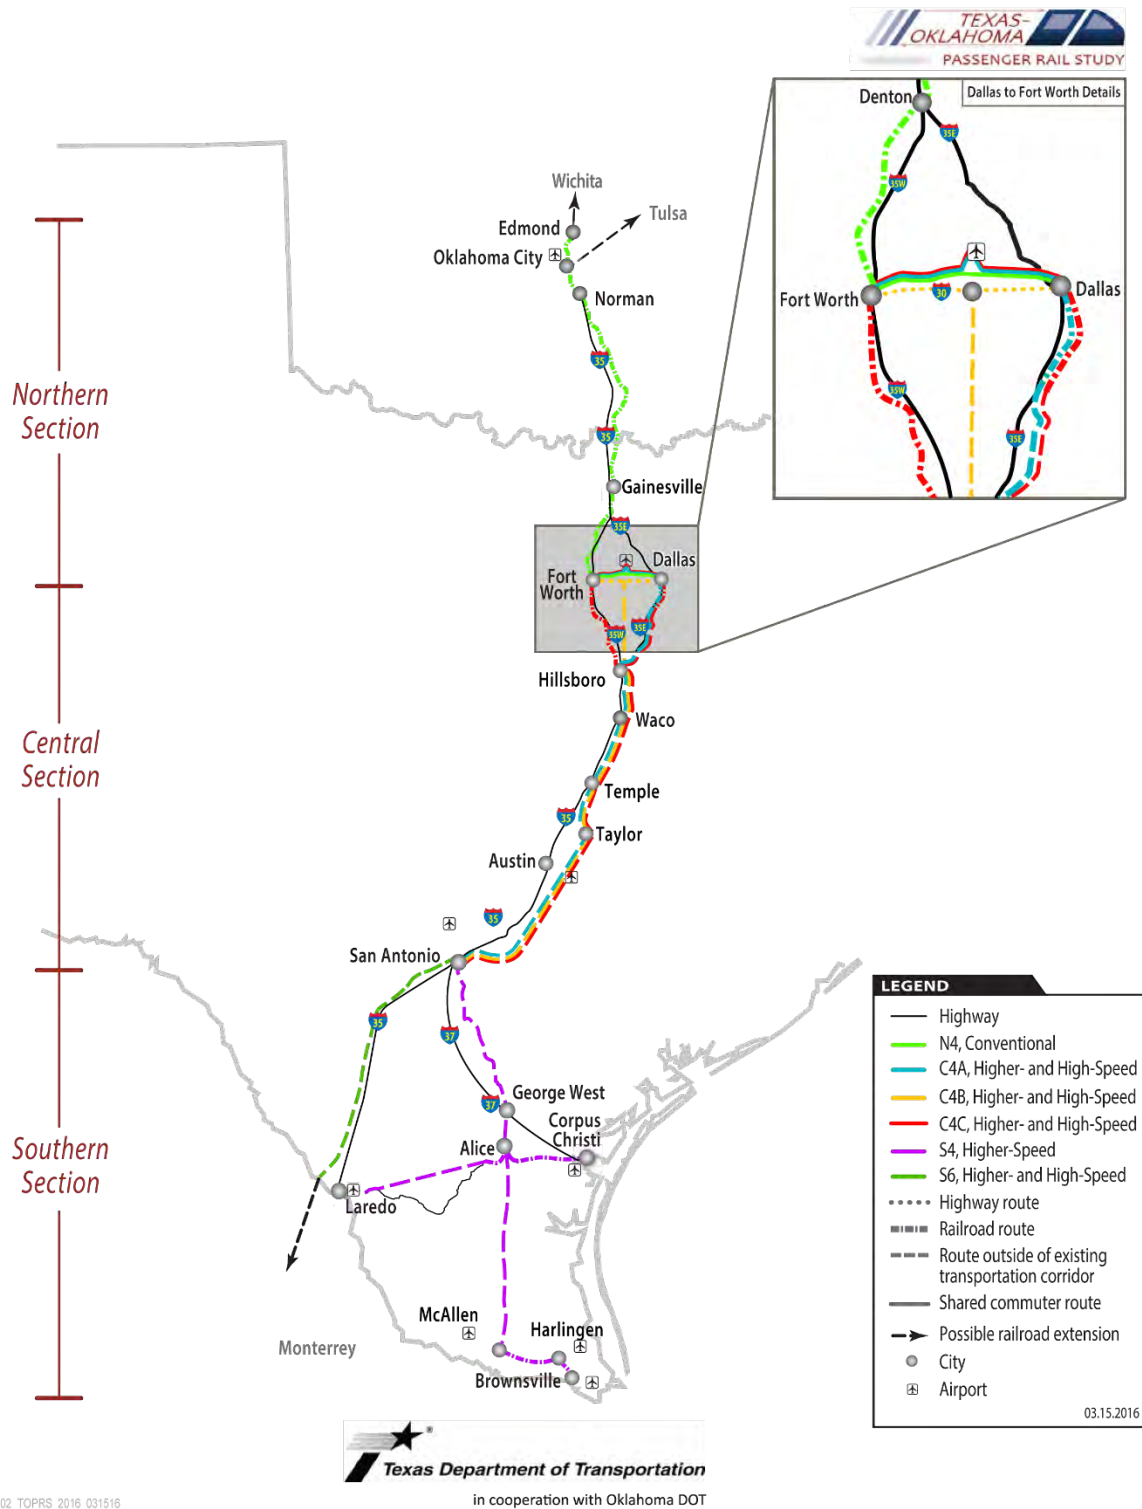 TEXAS-
OKLAHOMA
PASSENGER RAIL STUDY
Dallas to Fort Worth Details
Denton
35E
35W
Fort Worth
30
Dallas
35W
35E
Wichita
Tulsa
Edmond
Oklahoma City
Norman
35
Northern
Section
35
Gainesville
35E
Dallas
Fort
Worth
35W
35E
Hillsboro
Waco
Central
Section
Temple
35
Taylor
Austin
35
San Antonio
35
37
37
George West
Corpus
Christi
Alice
Southern
Section
Laredo
McAllen
Harlingen
Monterrey
Brownsville
LEGEND
Highway
N4, Conventional
C4A, Higher- and High-Speed
C4B, Higher- and High-Speed
C4C, Higher- and High-Speed
S4, Higher-Speed
S6, Higher- and High-Speed
Highway route
Railroad route
Route outside of existing
transportation corridor
Shared commuter route
Possible railroad extension
City
Airport
03.15.2016
®
Texas Department of Transportation
in cooperation with Oklahoma DOT
02_TOPRS_2016_031516